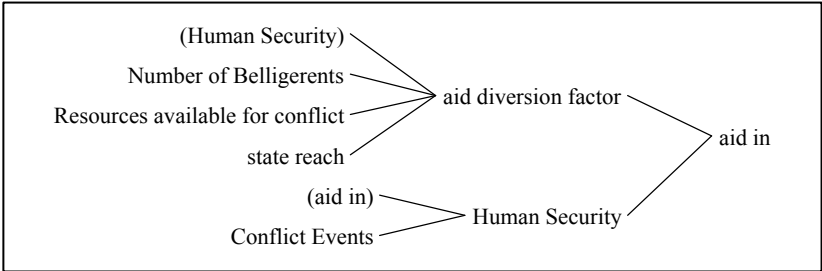 (Human Security)
Number of Belligerents
aid diversion factor
Resources available for conflict
aid in
state reach
(aid in)
Human Security
Conflict Events